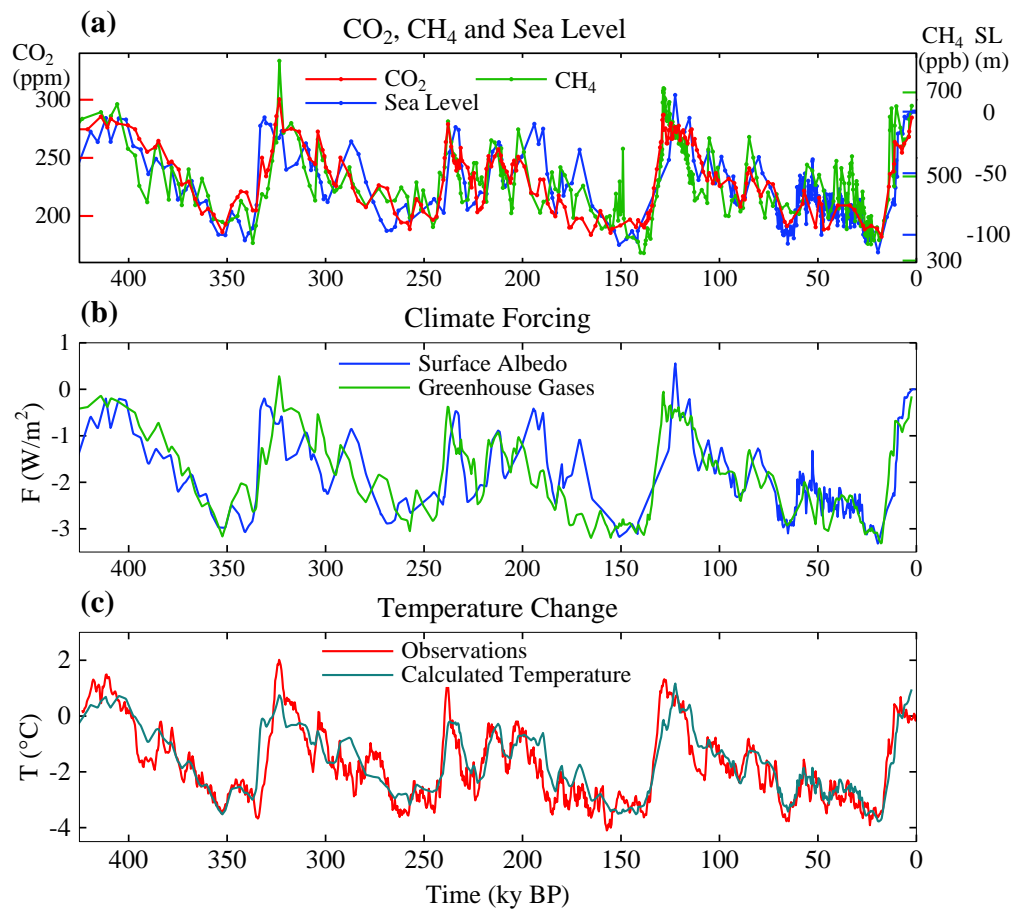 (a)
CO2, CH4 and Sea Level
CO2 (ppm)
CH4 (ppb)
SL (m)
CO2
CH4
Sea Level
300
250
200
700
500
300
0
-50
-100
400 350 300 250 200 150 100 50 0
(b)
Climate Forcing
Surface Albedo
Greenhouse Gases
F (W/m2)
1
0
-1
-2
-3
400 350 300 250 200 150 100 50 0
(c)
Temperature Change
Observations
Calculated Temperature
T (°C)
2
0
-2
-4
400 350 300 250 200 150 100 50 0
Time (ky BP)